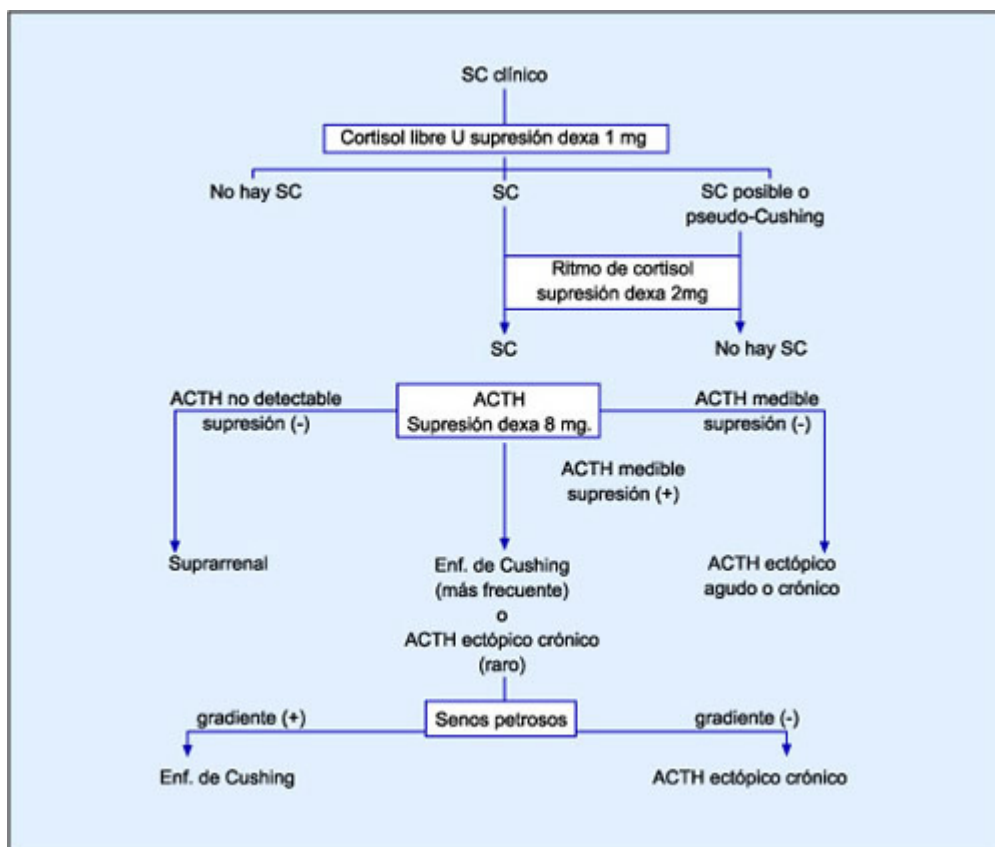 SC clínico
Cortisol libre U supresión dexa 1 mg
No hay SC
SC
SC posible o
pseudo-Cushing
Ritmo de cortisol
supresión dexa 2mg
SC
No hay SC
ACTH no detectable
supresión (-)
ACTH
Supresión dexa 8 mg.
ACTH medible
supresión (-)
ACTH medible
supresión (+)
Suprarrenal
Enf. de Cushing
(más frecuente)
o
ACTH ectópico crónico
(raro)
ACTH ectópico
agudo o crónico
gradiente (+)
Senos petrosos
gradiente (-)
Enf. de Cushing
ACTH ectópico crónico